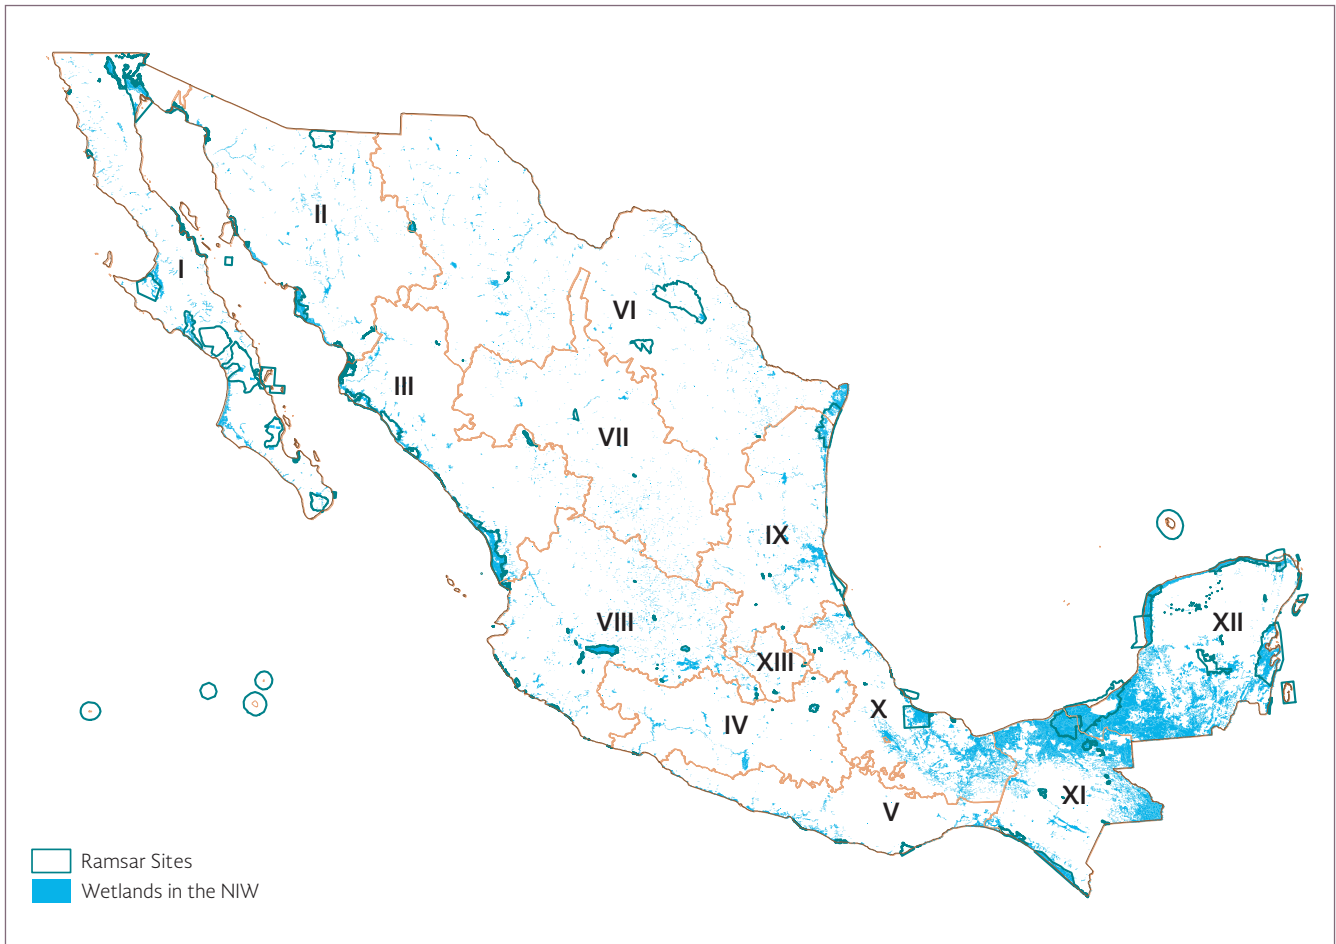 II
I
VI
III
VII
IX
VIII
XII
XIII
X
IV
XI
V
Ramsar Sites
Wetlands in the NIW